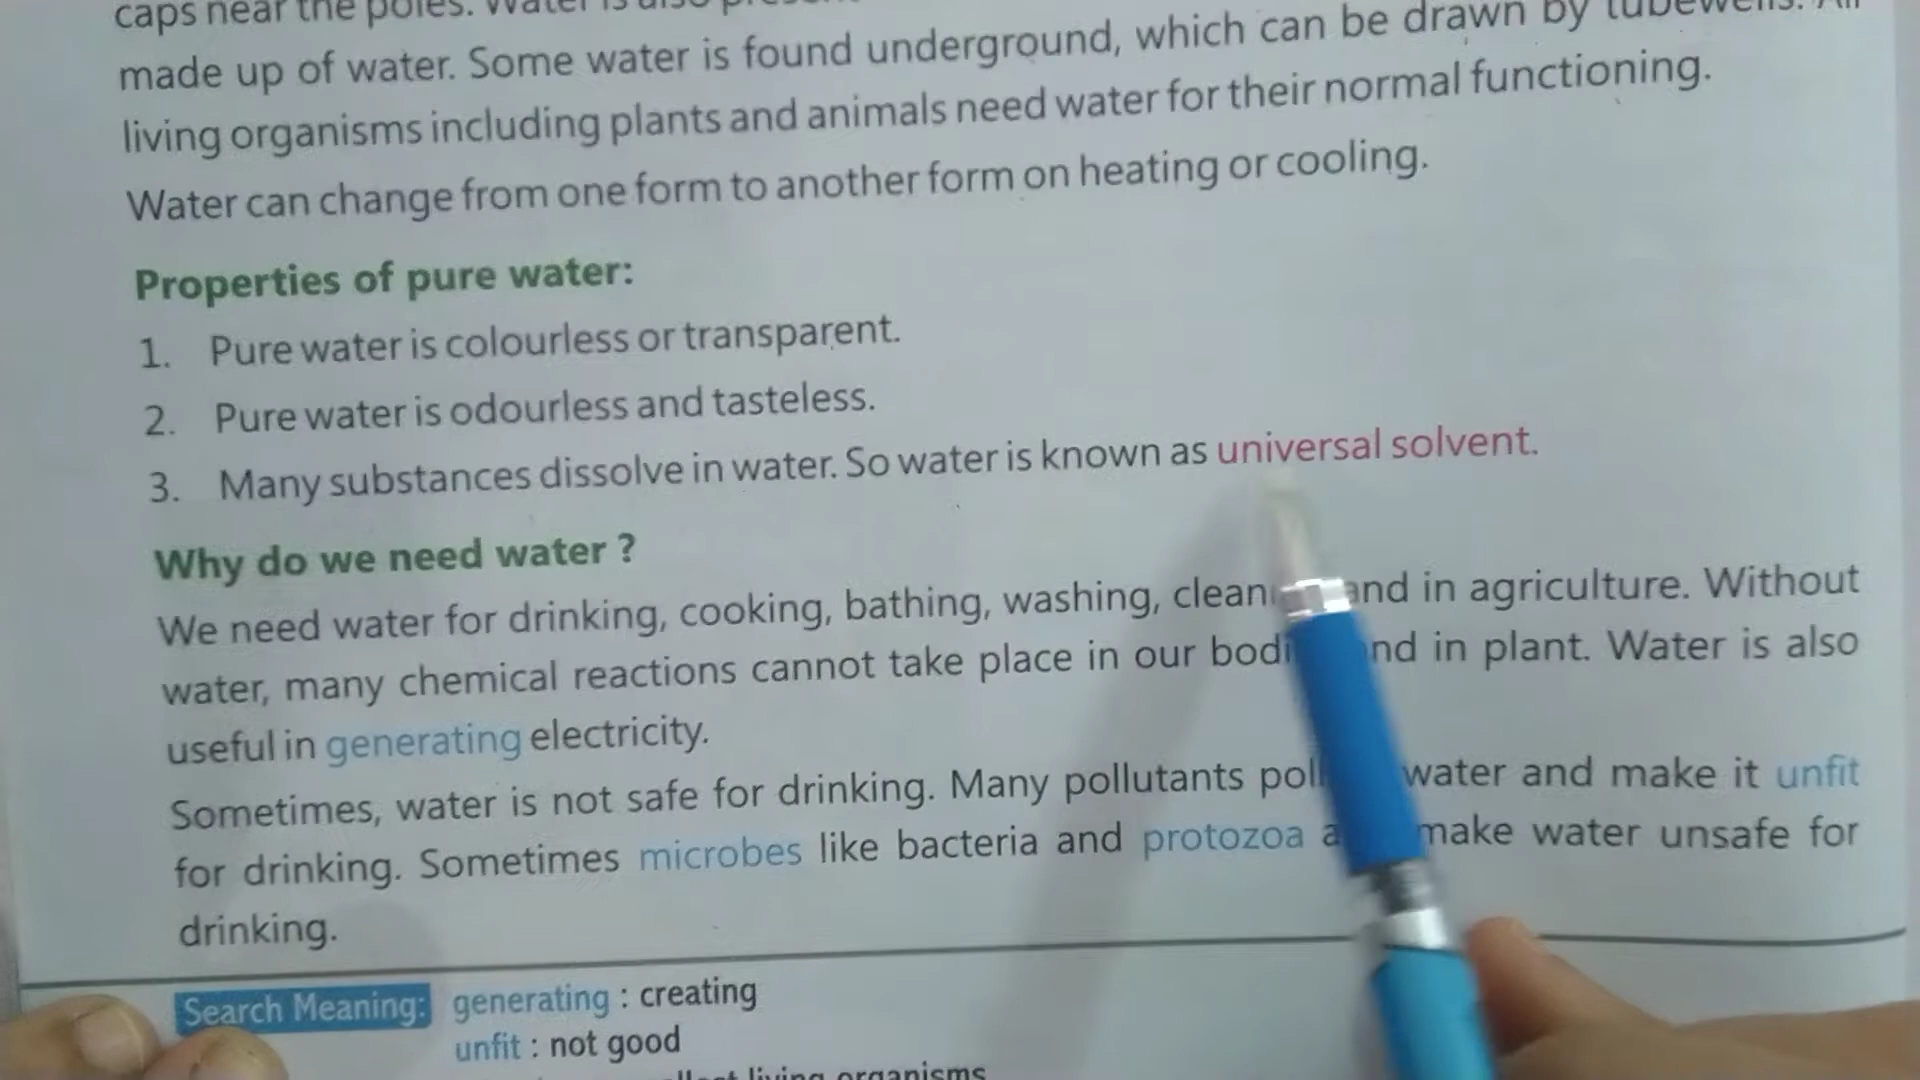 caps near the poles. Water is also
made up of water. Some water is found underground, which can be drawn by tubewells. All
living organisms including plants and animals need water for their normal functioning.
Water can change from one form to another form on heating or cooling.
Properties of pure water:
1. Pure water is colourless or transparent.
2. Pure water is odourless and tasteless.
3. Many substances dissolve in water. So water is known as universal solvent.
Why do we need water ?
We need water for drinking, cooking, bathing, washing, and in agriculture. Without
water, many chemical reactions cannot take place in our and in plant. Water is also
useful in generating electricity.
Sometimes, water is not safe for drinking. Many pollutants water and make it unfit
for drinking. Sometimes microbes like bacteria and protozoa make water unsafe for
drinking.
Search Meaning: generating : creating
unfit : not good
living organisms